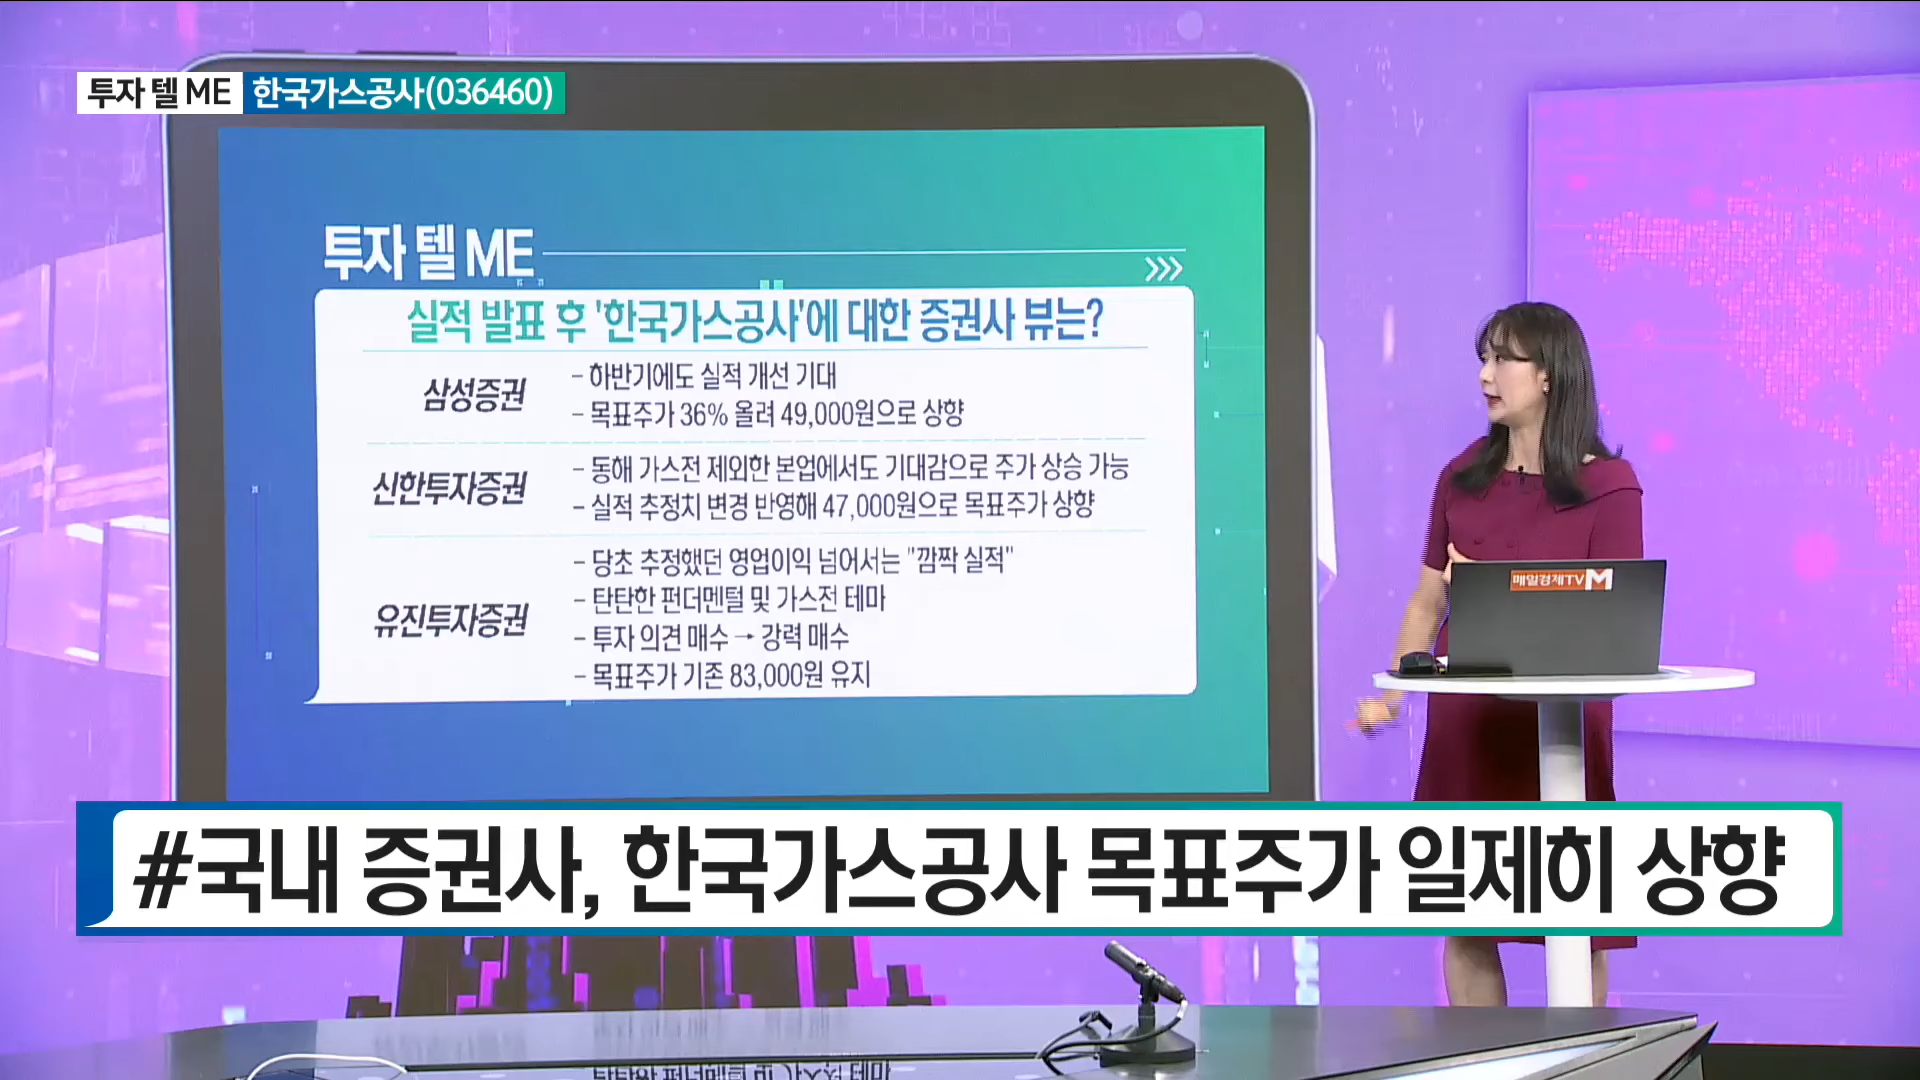 투자 텔 ME 한국가스공사(036460)
투자 텔 ME
실적 발표 후 '한국가스공사'에 대한 증권사 뷰는?
삼성증권
- 하반기에도 실적 개선 기대
- 목표주가 36% 올려 49,000원으로 상향
신한투자증권
- 동해 가스전 제외한 본업에서도 기대감으로 주가 상승 가능
- 실적 추정치 변경 반영해 47,000원으로 목표주가 상향
유진투자증권
- 당초 추정했던 영업이익 넘어서는 "깜짝 실적"
- 탄탄한 펀더멘털 및 가스전 테마
- 투자 의견 매수 → 강력 매수
- 목표주가 기존 83,000원 유지
매일경제TV M
#국내 증권사, 한국가스공사 목표주가 일제히 상향